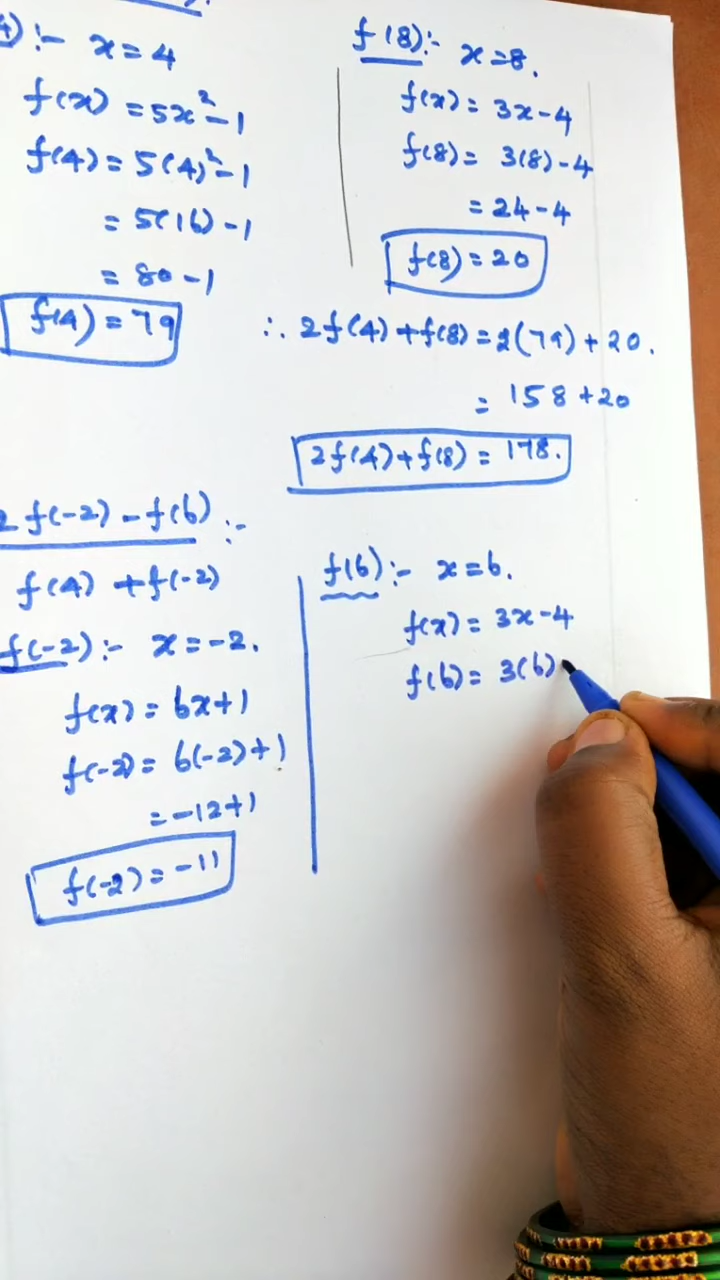 4) :- x = 4
f(x) = 5x² - 1
f(4) = 5(4)² - 1
= 5(16) - 1
= 80 - 1
f(4) = 79
f(8) :- x = 8.
f(x) = 3x - 4
f(8) = 3(8) - 4
= 24 - 4
f(8) = 20
∴ 2f(4) + f(8) = 2(79) + 20.
= 158 + 20
2f(4) + f(8) = 178.
2f(-2) - f(6) :-
f(4) + f(-2)
f(-2) :- x = -2.
f(x) = 6x + 1
f(-2) = 6(-2) + 1
= -12 + 1
f(-2) = -11
f(6) :- x = 6.
f(x) = 3x - 4
f(6) = 3(6)